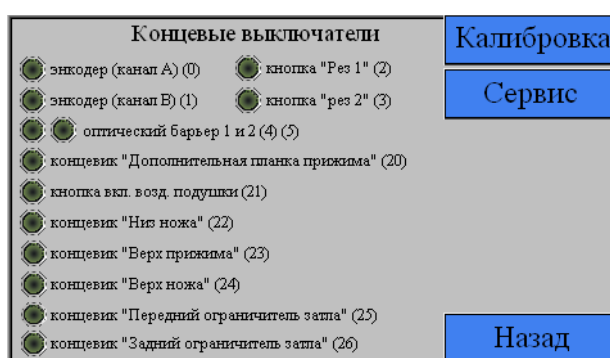 Концевые выключатели
Калибровка
энкодер (канал А) (0)
кнопка "Рез 1" (2)
энкодер (канал В) (1)
кнопка "рез 2" (3)
Сервис
оптический барьер 1 и 2 (4) (5)
концевик "Дополнительная планка прижима" (20)
кнопка вкл. возд. подушки (21)
концевик "Низ ножа" (22)
концевик "Верх прижима" (23)
концевик "Верх ножа" (24)
концевик "Передний ограничитель затла" (25)
концевик "Задний ограничитель затла" (26)
Назад